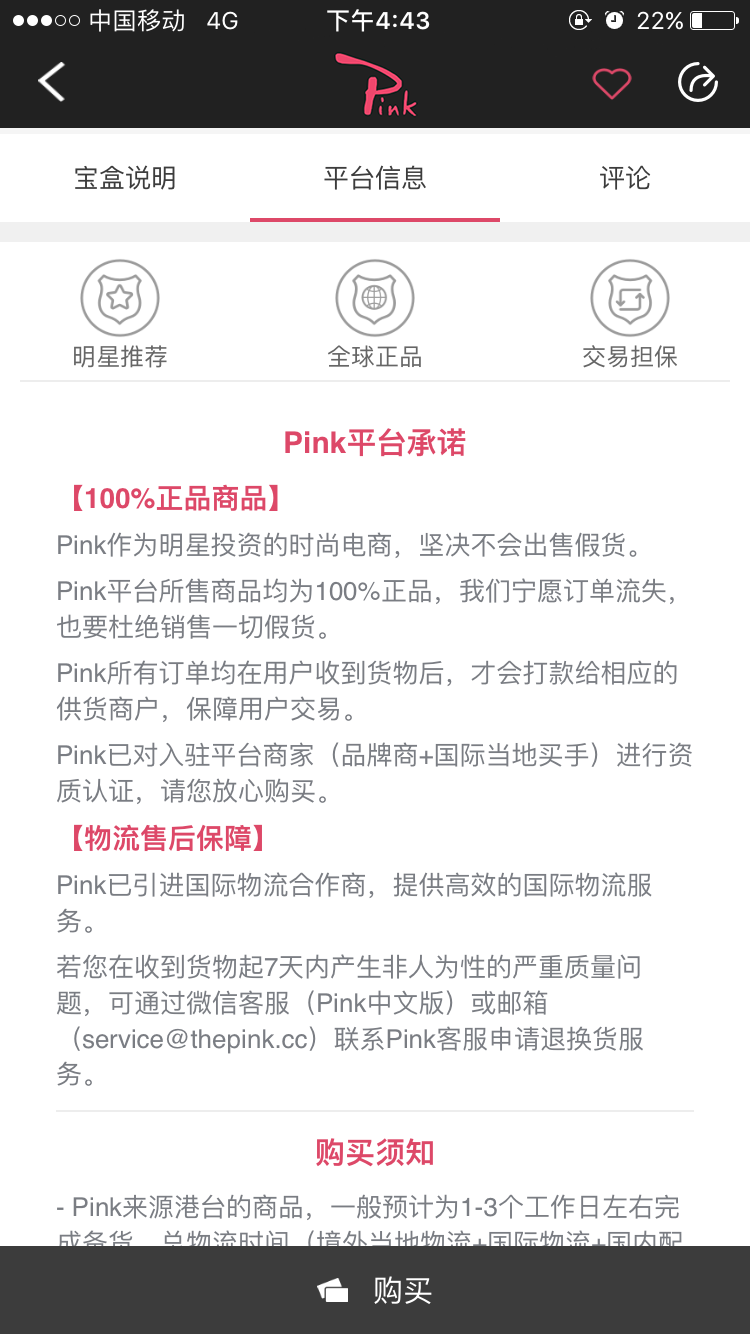 中国移动 4G 下午4:43 22%
Pink
宝盒说明 平台信息 评论
明星推荐 全球正品 交易担保
Pink平台承诺
【100%正品商品】
Pink作为明星投资的时尚电商，坚决不会出售假货。
Pink平台所售商品均为100%正品，我们宁愿订单流失，
也要杜绝销售一切假货。
Pink所有订单均在用户收到货物后，才会打款给相应的
供货商户，保障用户交易。
Pink已对入驻平台商家（品牌商+国际当地买手）进行资
质认证，请您放心购买。
【物流售后保障】
Pink已引进国际物流合作商，提供高效的国际物流服
务。
若您在收到货物起7天内产生非人为性的严重质量问
题，可通过微信客服（Pink中文版）或邮箱
（service@thepink.cc）联系Pink客服申请退换货服
务。
购买须知
- Pink来源港台的商品，一般预计为1-3个工作日左右完
成备货，总物流时间（境外当地物流+国际物流+国内配
购买